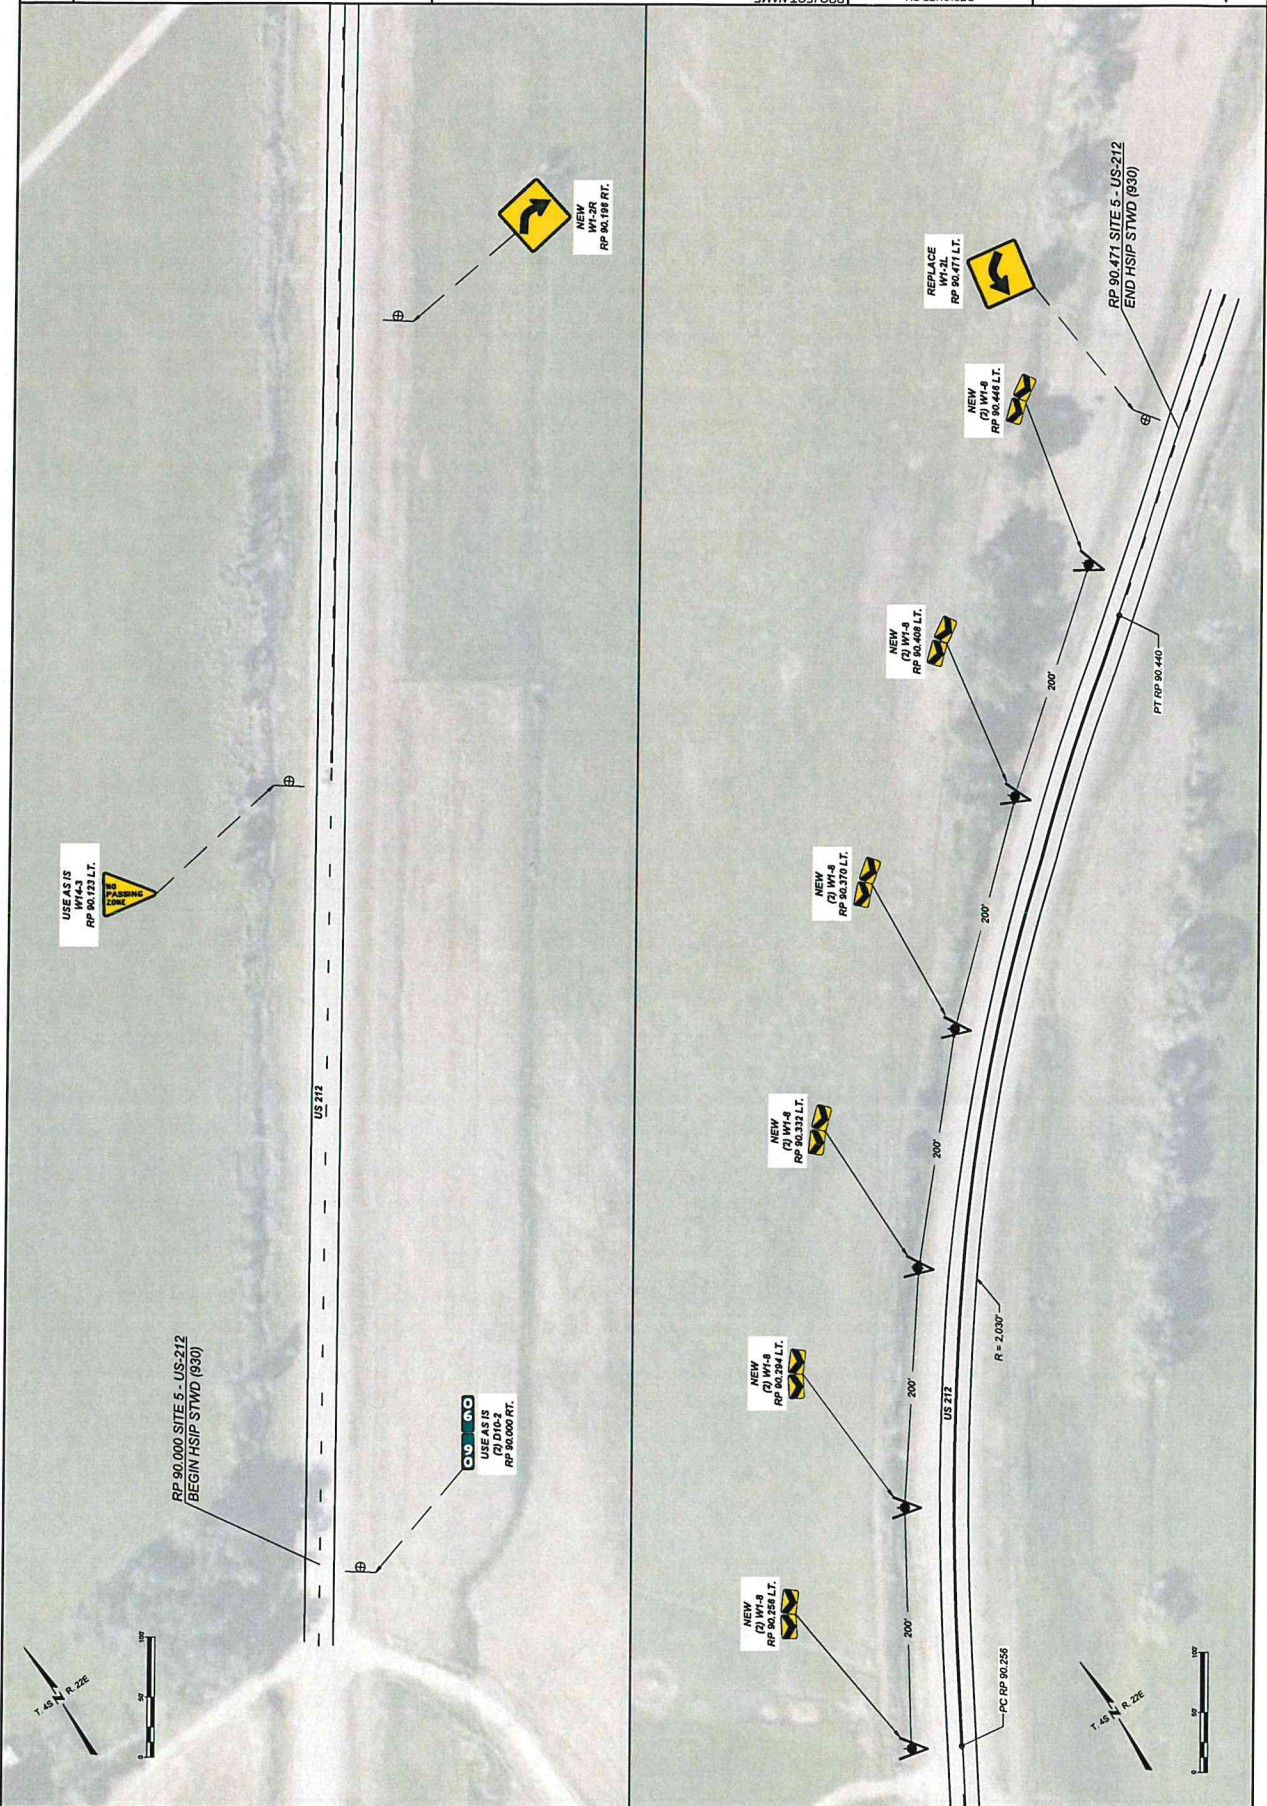 USE AS IS
W14-3
RP 90.123 LT.
NO
PASSING
ZONE
NEW
W1-2R
RP 90.196 RT.
US 212
RP 90.000 SITE 5 - US-212
BEGIN HSIP STWD (930)
90 90
USE AS IS
(2) D10-2
RP 90.000 RT.
T. 4S N R. 22E
0 50' 100'
NEW
(2) W1-8
RP 90.256 LT.
NEW
(2) W1-8
RP 90.294 LT.
NEW
(2) W1-8
RP 90.332 LT.
NEW
(2) W1-8
RP 90.370 LT.
NEW
(2) W1-8
RP 90.408 LT.
NEW
(2) W1-8
RP 90.446 LT.
REPLACE
W1-2L
RP 90.471 LT.
RP 90.471 SITE 5 - US-212
END HSIP STWD (930)
200'
200'
200'
200'
200'
US 212
R = 2,030'
PC RP 90.256
PT RP 90.440
T. 4S N R. 22E
0 50' 100'